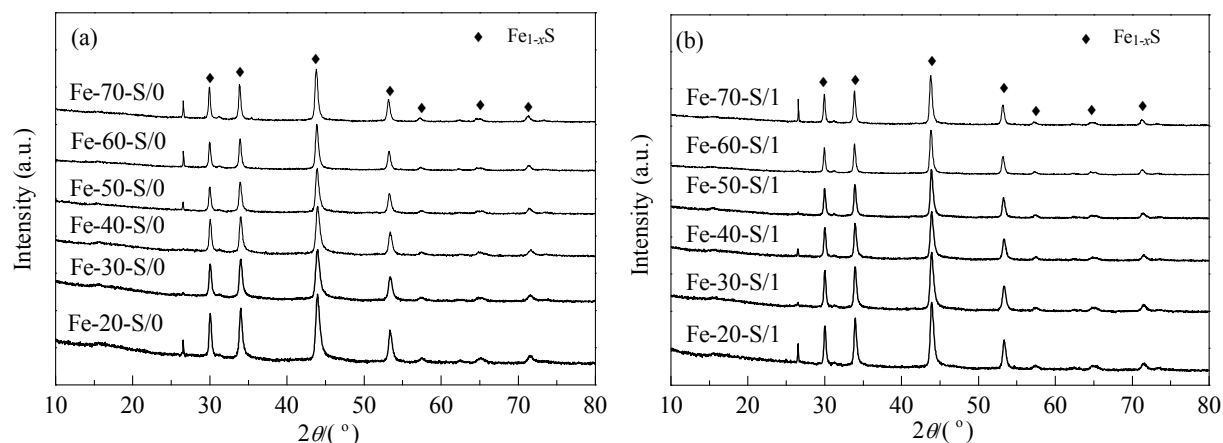 (a)
◆ Fe1-xS
Fe-70-S/0
Fe-60-S/0
Fe-50-S/0
Fe-40-S/0
Fe-30-S/0
Fe-20-S/0
Intensity (a.u.)
10 20 30 40 50 60 70 80
2θ/( °)
(b)
◆ Fe1-xS
Fe-70-S/1
Fe-60-S/1
Fe-50-S/1
Fe-40-S/1
Fe-30-S/1
Fe-20-S/1
Intensity (a.u.)
10 20 30 40 50 60 70 80
2θ/( °)